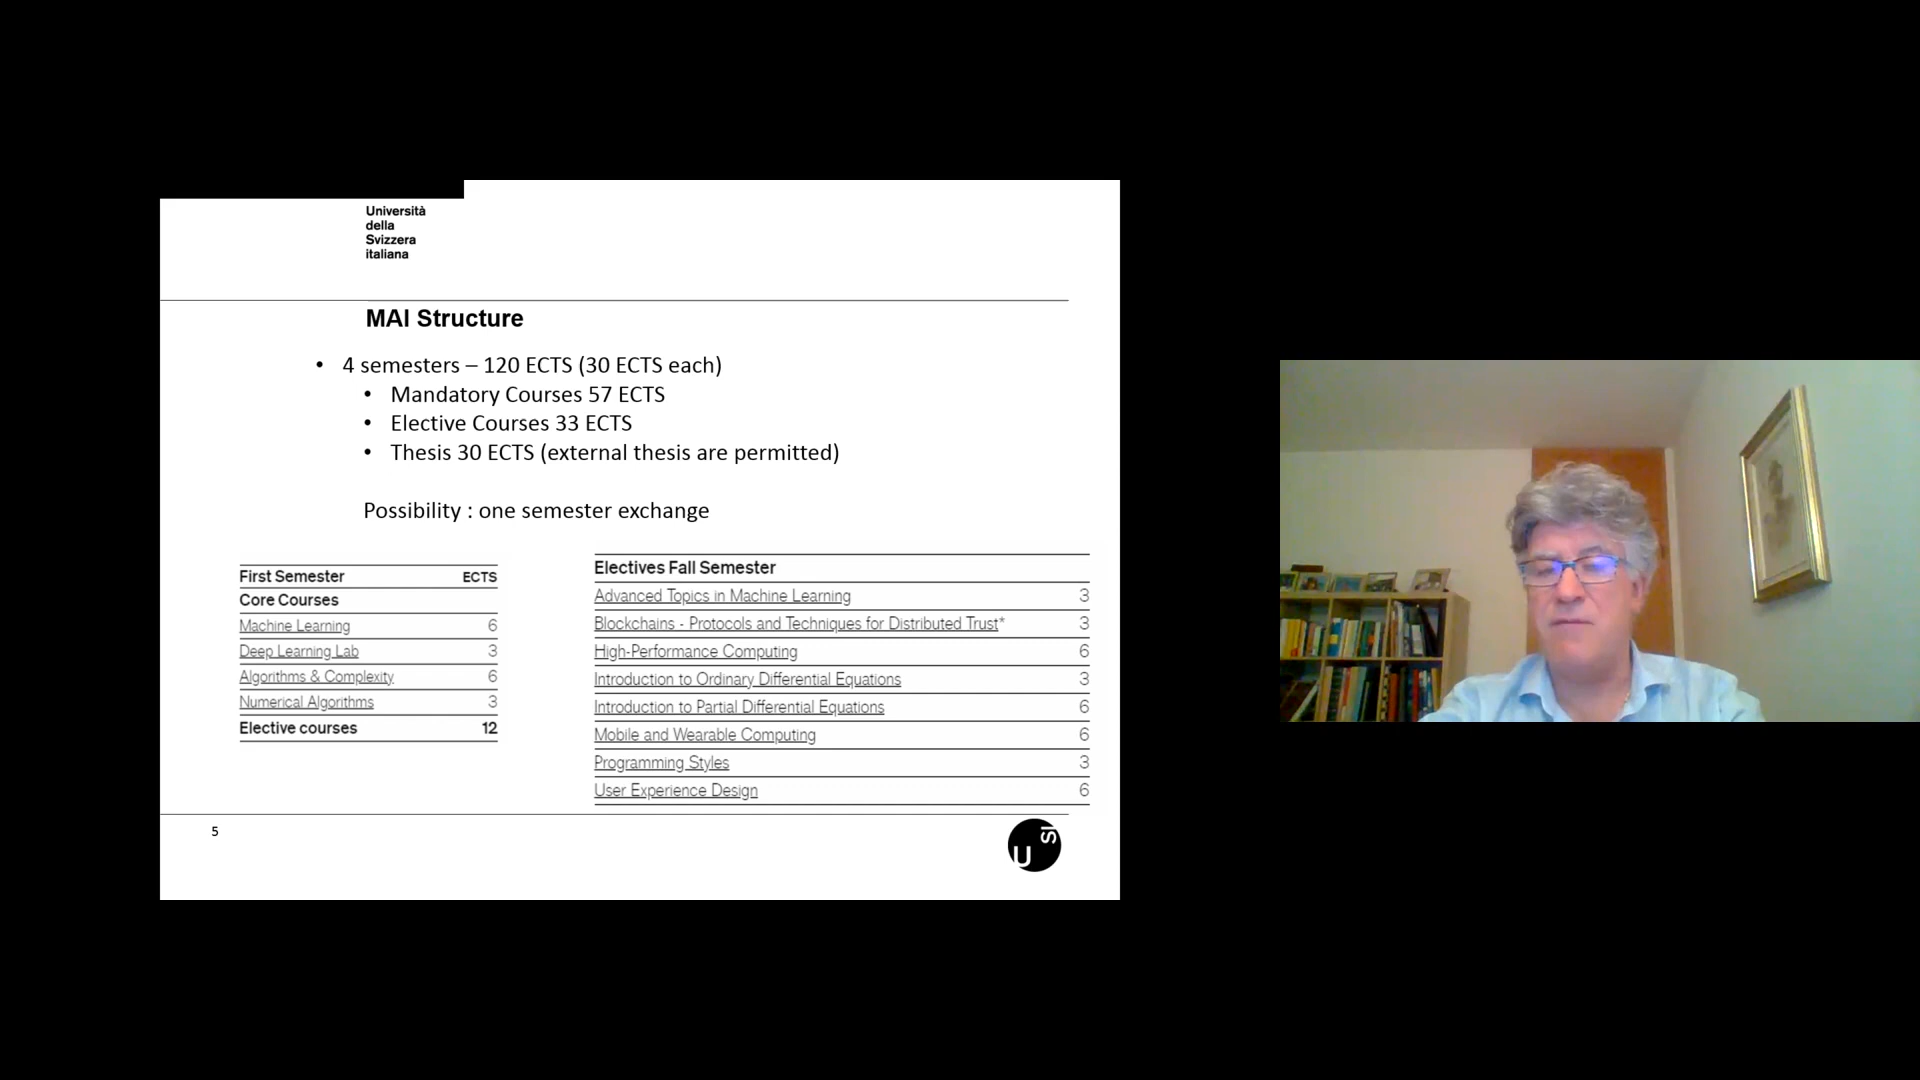 Università
della
Svizzera
italiana
MAI Structure
• 4 semesters – 120 ECTS (30 ECTS each)
• Mandatory Courses 57 ECTS
• Elective Courses 33 ECTS
• Thesis 30 ECTS (external thesis are permitted)
Possibility : one semester exchange
First Semester ECTS
Core Courses
Machine Learning 6
Deep Learning Lab 3
Algorithms & Complexity 6
Numerical Algorithms 3
Elective courses 12
Electives Fall Semester
Advanced Topics in Machine Learning 3
Blockchains - Protocols and Techniques for Distributed Trust* 3
High-Performance Computing 6
Introduction to Ordinary Differential Equations 3
Introduction to Partial Differential Equations 6
Mobile and Wearable Computing 6
Programming Styles 3
User Experience Design 6
5
U SI